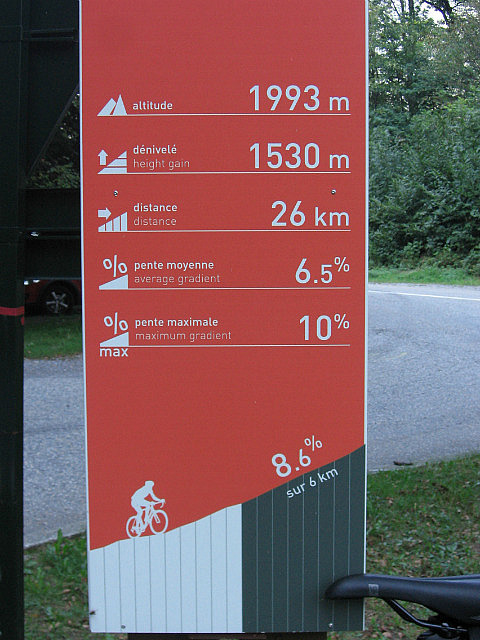 altitude 1993 m
dénivelé
height gain 1530 m
distance
distance 26 km
pente moyenne
average gradient 6.5%
pente maximale
maximum gradient 10%
%
%
max
8.6%
sur 6 km